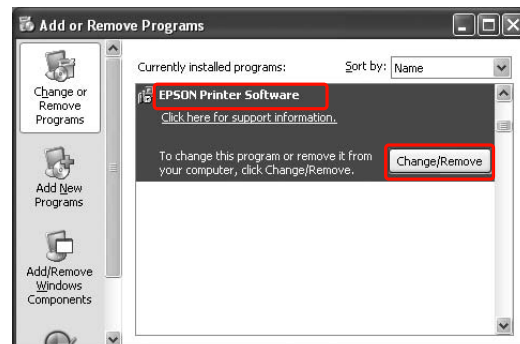 Add or Remove Programs
Change or
Remove
Programs
Add New
Programs
Add/Remove
Windows
Components
Currently installed programs:
Sort by:
Name
EPSON Printer Software
Click here for support information.
To change this program or remove it from
your computer, click Change/Remove.
Change/Remove